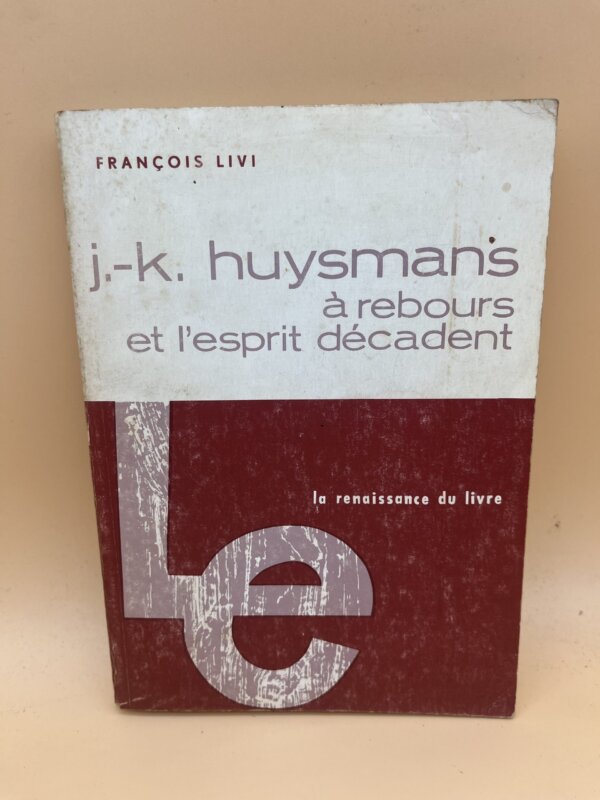 FRANÇOIS LIVI
j.-k. huysmans
à rebours
et l'esprit décadent
la renaissance du livre
Le